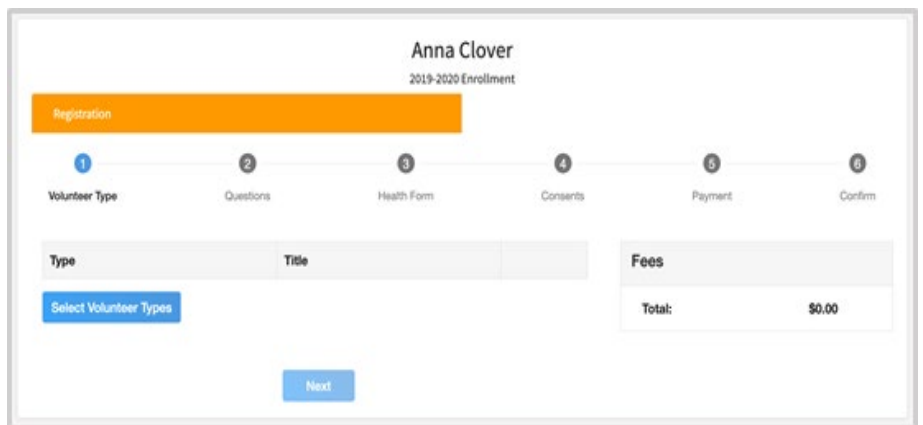 Anna Clover
2019-2020 Enrollment
Registration
1 2 3 4 5 6
Volunteer Type Questions Health Form Consents Payment Confirm
Type Title
Select Volunteer Types
Fees
Total: $0.00
Next